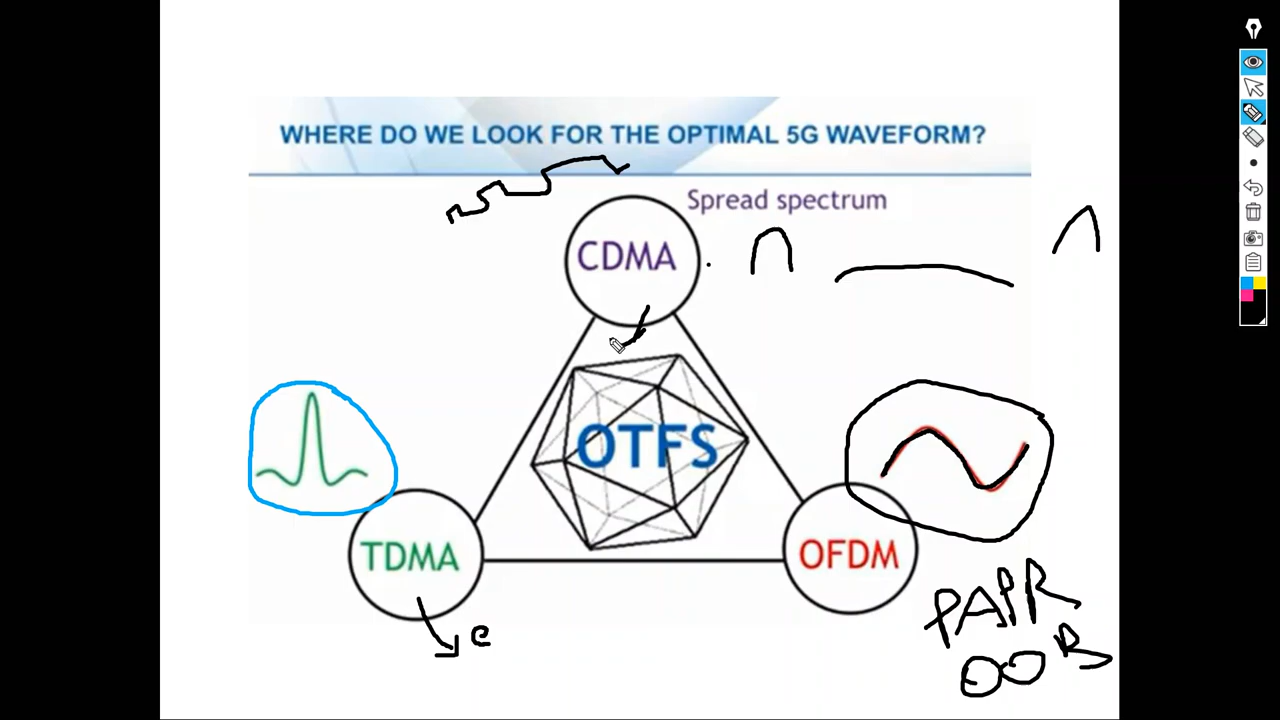 WHERE DO WE LOOK FOR THE OPTIMAL 5G WAVEFORM?
Spread spectrum
CDMA
OTFS
TDMA
OFDM
PAPR
e
OOB